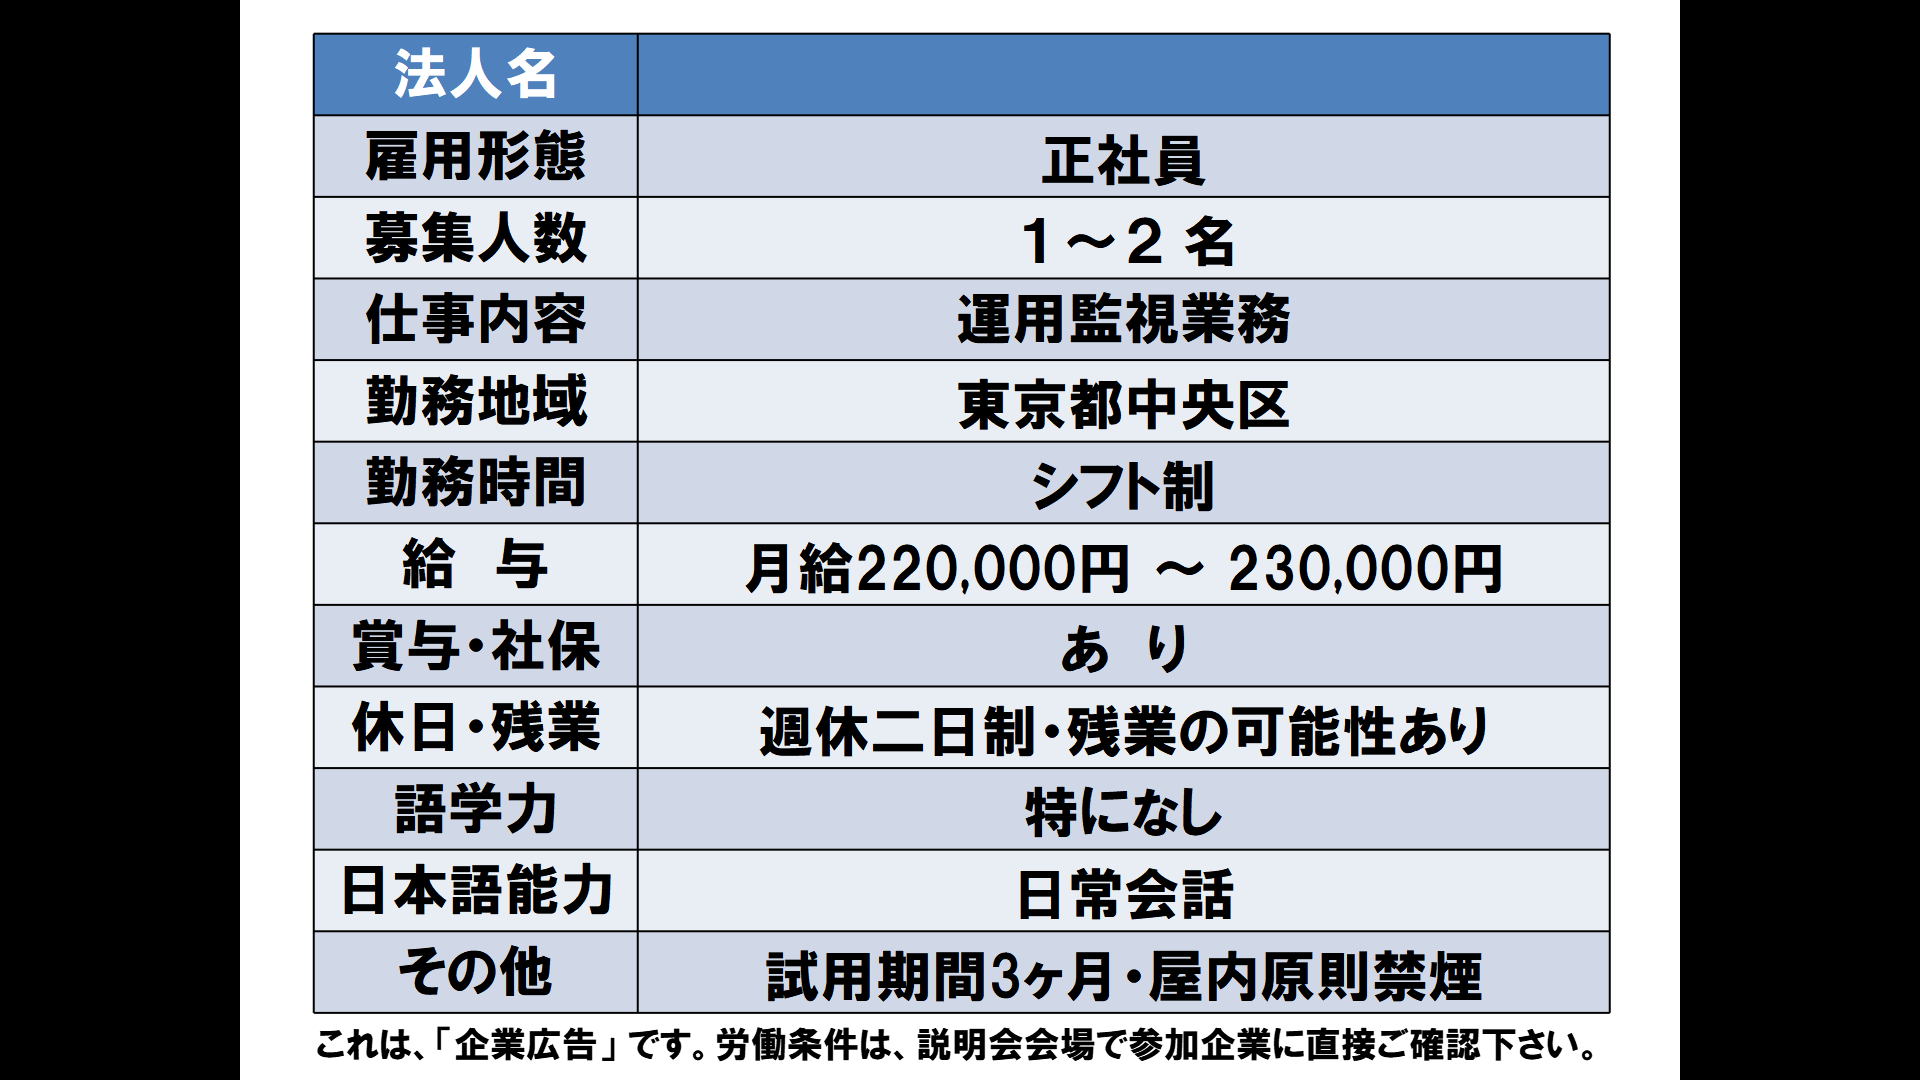 法人名
雇用形態 正社員
募集人数 1～2 名
仕事内容 運用監視業務
勤務地域 東京都中央区
勤務時間 シフト制
給　与 月給220,000円 ～ 230,000円
賞与・社保 あ　り
休日・残業 週休二日制・残業の可能性あり
語学力 特になし
日本語能力 日常会話
その他 試用期間3ヶ月・屋内原則禁煙
これは、「企業広告」です。労働条件は、説明会会場で参加企業に直接ご確認下さい。